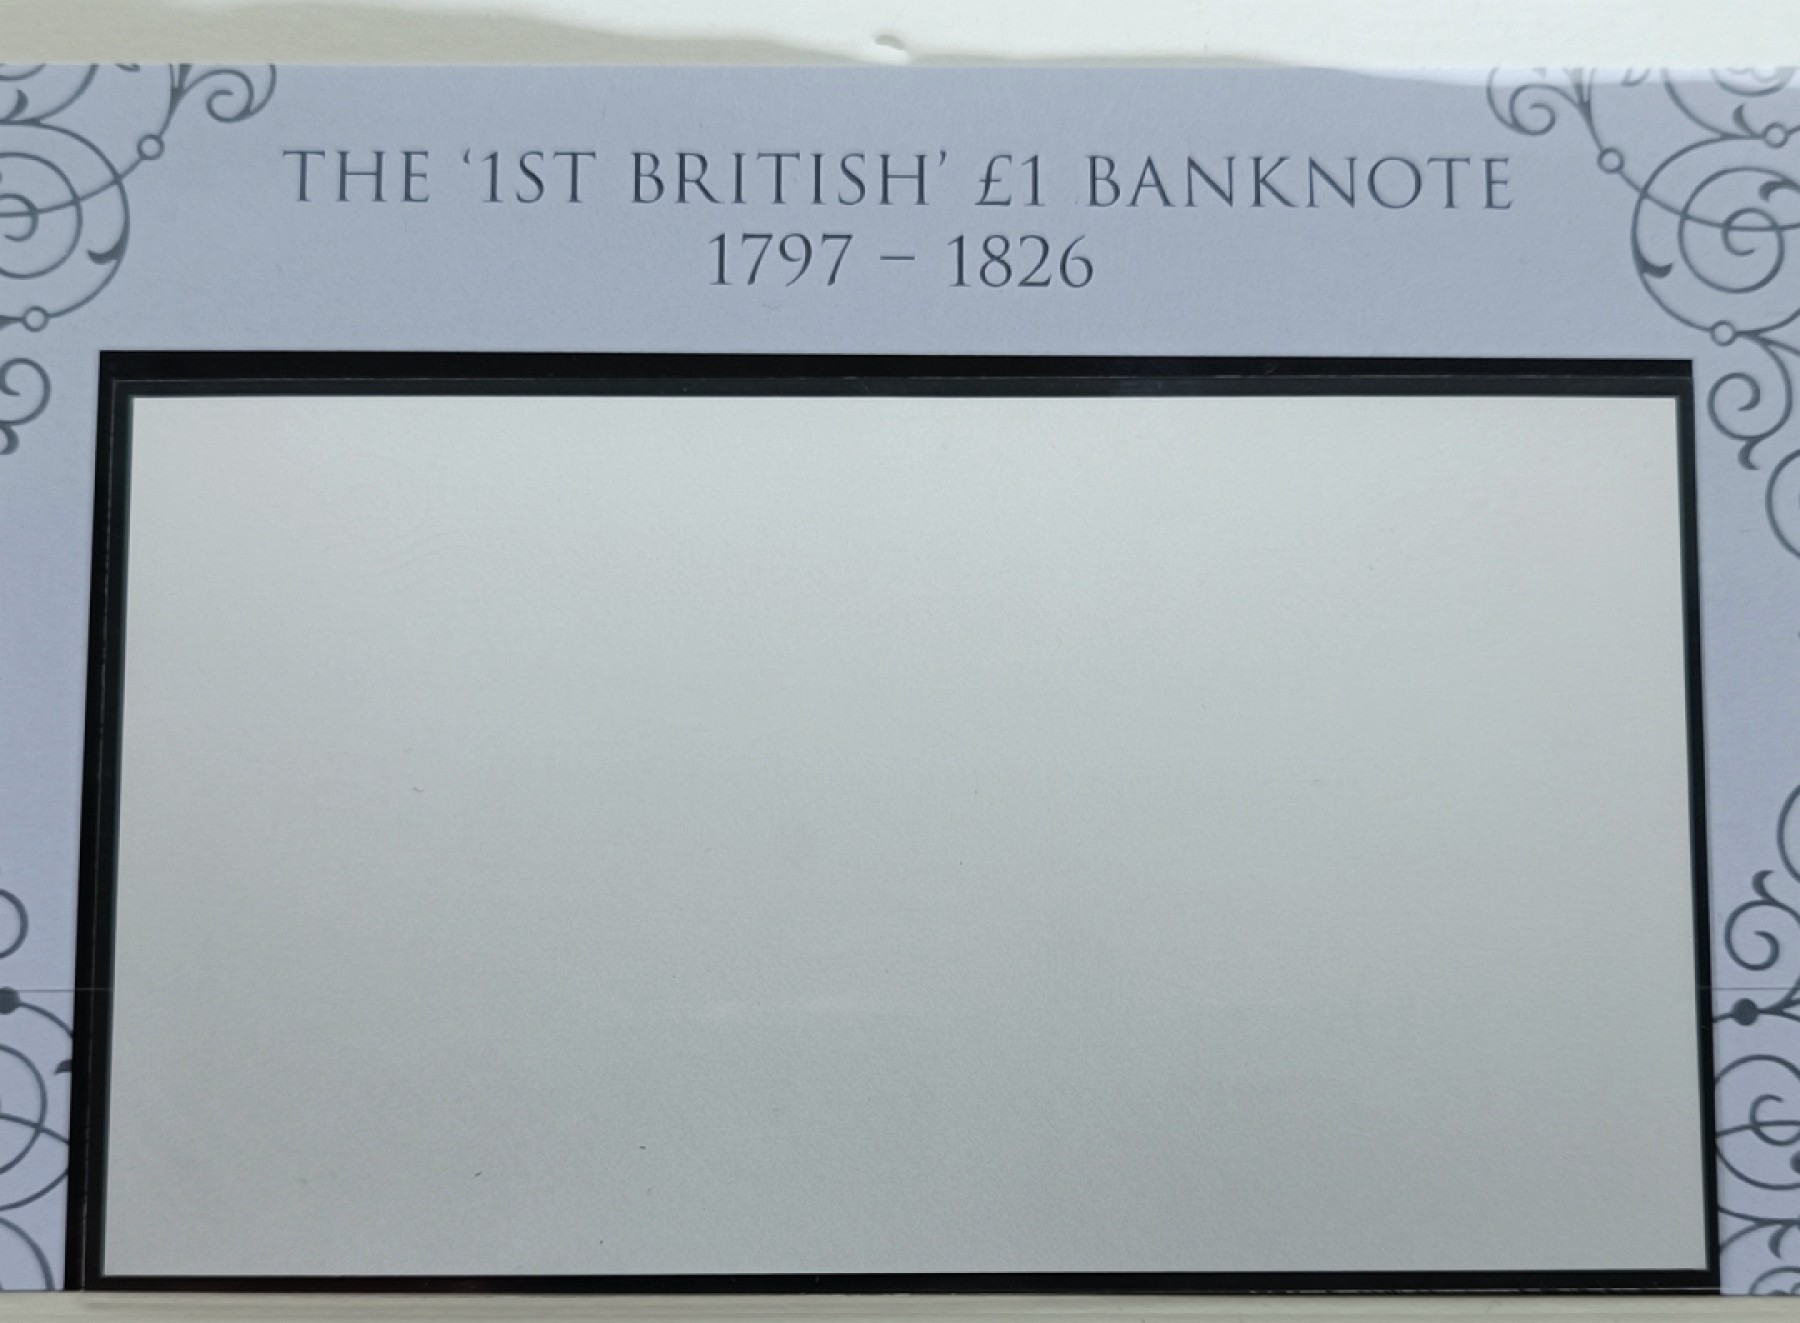 THE ‘1ST BRITISH’ £1 BANKNOTE
1797 – 1826